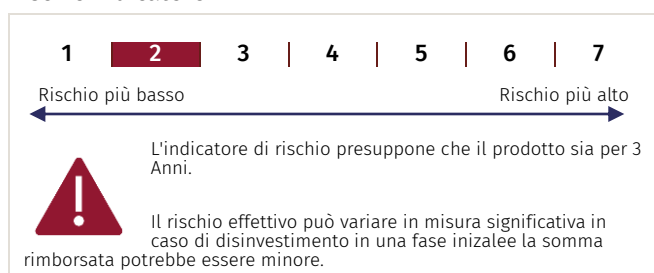 1 2 3 4 5 6 7
Rischio più basso Rischio più alto
L'indicatore di rischio presuppone che il prodotto sia per 3
Anni.
Il rischio effettivo può variare in misura significativa in
caso di disinvestimento in una fase inizalee la somma
rimborsata potrebbe essere minore.